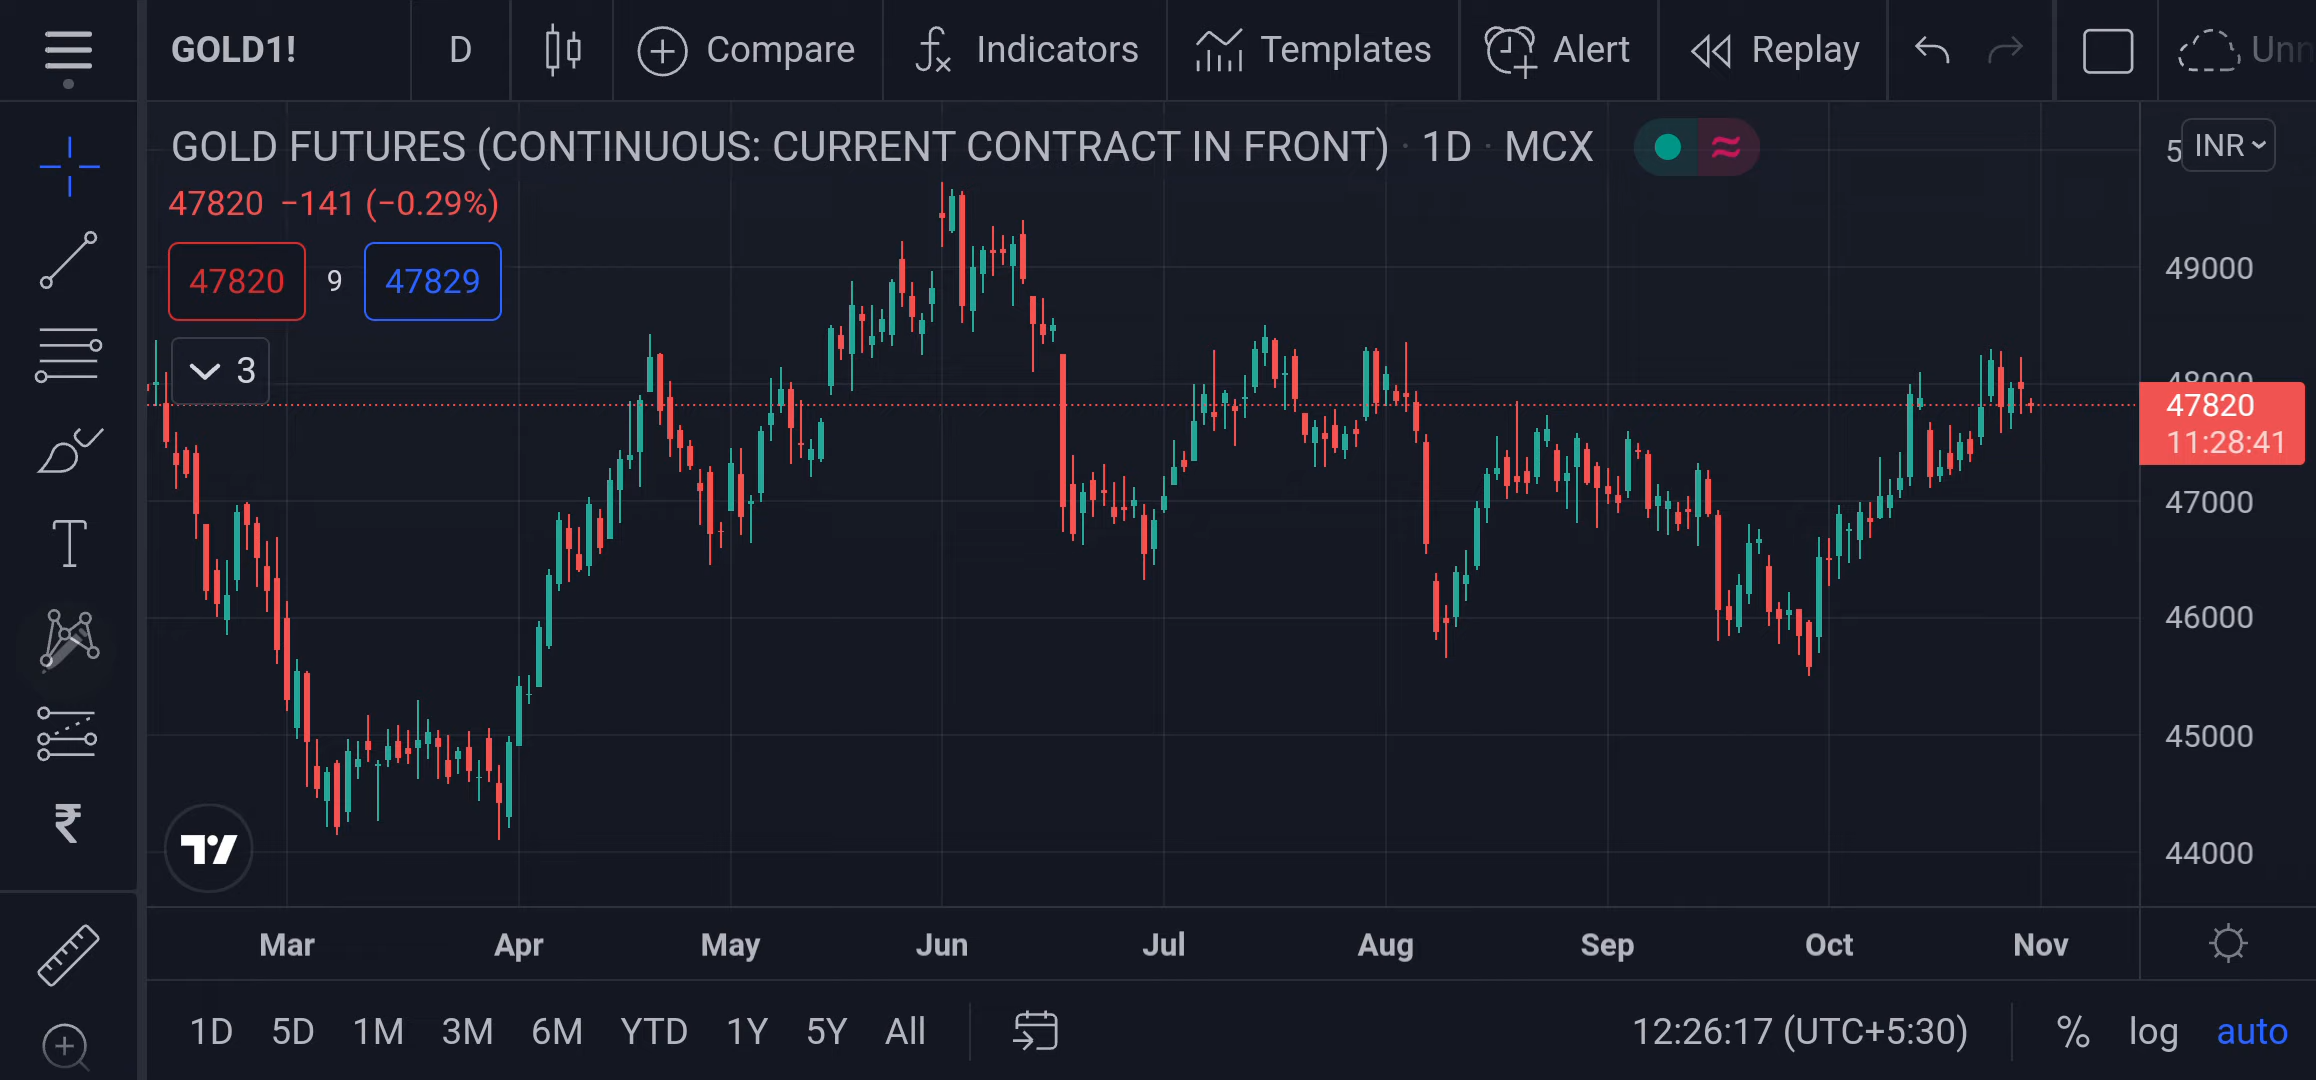 GOLD1! D Compare Indicators Templates Alert Replay
GOLD FUTURES (CONTINUOUS: CURRENT CONTRACT IN FRONT) · 1D · MCX
INR
47820 −141 (−0.29%)
47820 9 47829
3
49000
47820
11:28:41
47000
46000
45000
44000
Mar Apr May Jun Jul Aug Sep Oct Nov
1D 5D 1M 3M 6M YTD 1Y 5Y All 12:26:17 (UTC+5:30) % log auto